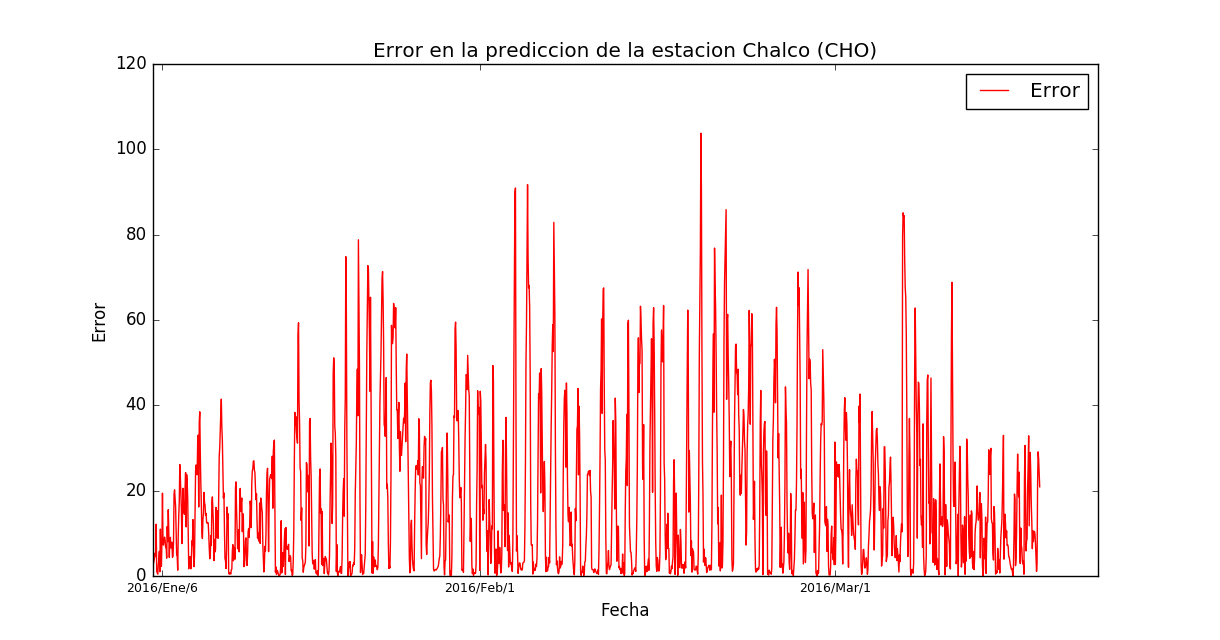 Error en la prediccion de la estacion Chalco (CHO)
120
100
80
60
40
20
0
Error
Error
2016/Ene/6 2016/Feb/1 2016/Mar/1
Fecha